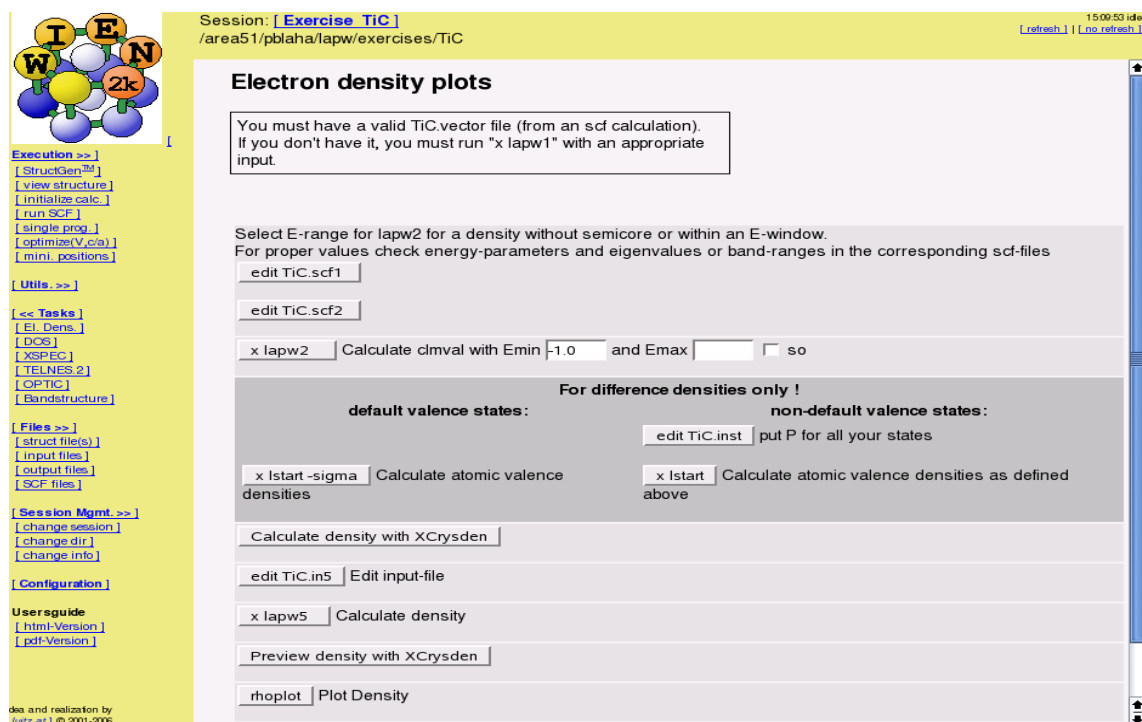 W I E N
2k
Session: [ Exercise_TiC ]
/area51/pblaha/lapw/exercises/TiC
15:09:53 idle
[ refresh ] | [ no refresh ]
[
Execution >> ]
[ StructGen™ ]
[ view structure ]
[ initialize calc. ]
[ run SCF ]
[ single prog. ]
[ optimize(V,c/a) ]
[ mini. positions ]
[ Utils. >> ]
[ << Tasks ]
[ El. Dens. ]
[ DOS ]
[ XSPEC ]
[ TELNES.2 ]
[ OPTIC ]
[ Bandstructure ]
[ Files >> ]
[ struct file(s) ]
[ input files ]
[ output files ]
[ SCF files ]
[ Session Mgmt. >> ]
[ change session ]
[ change dir ]
[ change info ]
[ Configuration ]
Usersguide
[ html-Version ]
[ pdf-Version ]
dea and realization by
luitz.at ] © 2001-2006
Electron density plots
You must have a valid TiC.vector file (from an scf calculation).
If you don't have it, you must run "x lapw1" with an appropriate
input.
Select E-range for lapw2 for a density without semicore or within an E-window.
For proper values check energy-parameters and eigenvalues or band-ranges in the corresponding scf-files
edit TiC.scf1
edit TiC.scf2
x lapw2 Calculate clmval with Emin -1.0 and Emax so
For difference densities only !
default valence states: non-default valence states:
edit TiC.inst put P for all your states
x lstart -sigma Calculate atomic valence
densities
x lstart Calculate atomic valence densities as defined
above
Calculate density with XCrysden
edit TiC.in5 Edit input-file
x lapw5 Calculate density
Preview density with XCrysden
rhoplot Plot Density